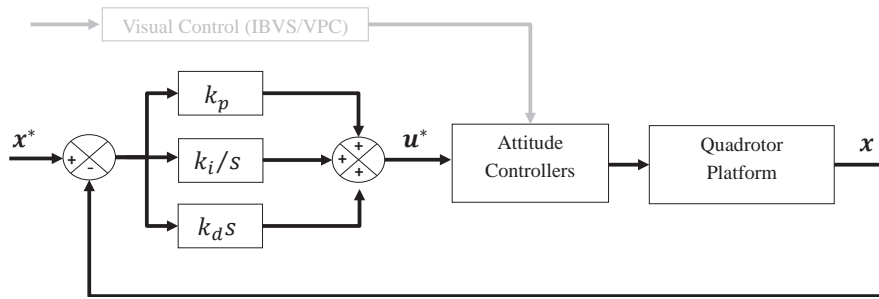 Visual Control (IBVS/VPC)
k_p
x*
+
-
k_i/s
+
+
+
u*
Attitude
Controllers
Quadrotor
Platform
x
k_d s